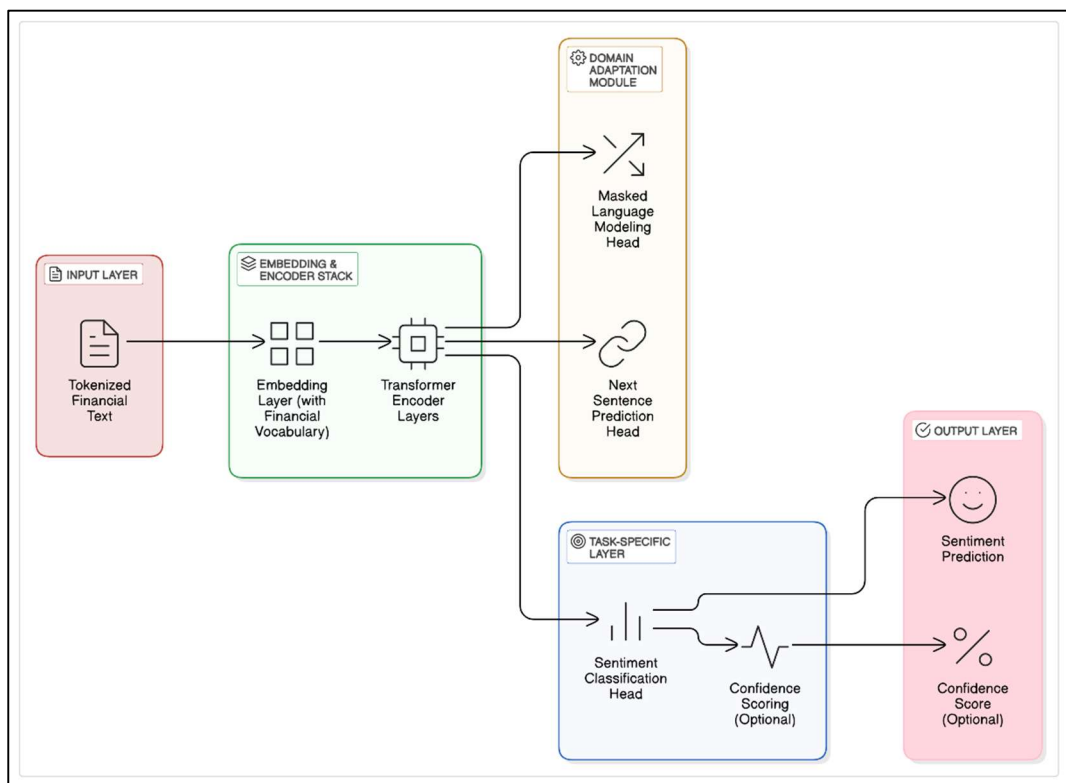 INPUT LAYER
Tokenized
Financial
Text
EMBEDDING &
ENCODER STACK
Embedding
Layer (with
Financial
Vocabulary)
Transformer
Encoder
Layers
DOMAIN
ADAPTATION
MODULE
Masked
Language
Modeling
Head
Next
Sentence
Prediction
Head
TASK-SPECIFIC
LAYER
Sentiment
Classification
Head
Confidence
Scoring
(Optional)
OUTPUT LAYER
Sentiment
Prediction
Confidence
Score
(Optional)